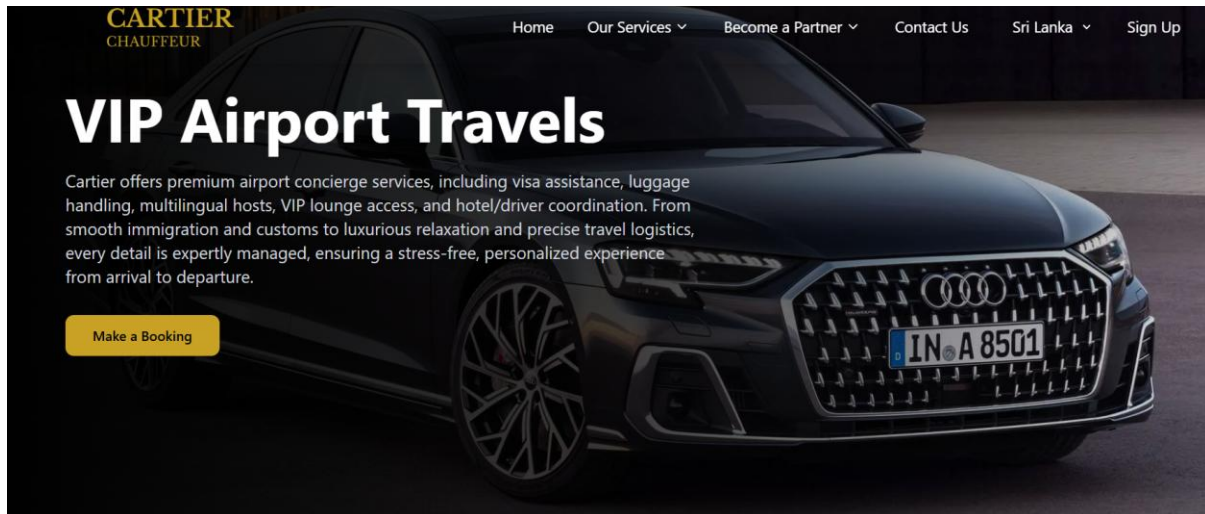 CARTIER
CHAUFFEUR
Home Our Services Become a Partner Contact Us Sri Lanka Sign Up
VIP Airport Travels
Cartier offers premium airport concierge services, including visa assistance, luggage
handling, multilingual hosts, VIP lounge access, and hotel/driver coordination. From
smooth immigration and customs to luxurious relaxation and precise travel logistics,
every detail is expertly managed, ensuring a stress-free, personalized experience
from arrival to departure.
Make a Booking
D
IN A 8501